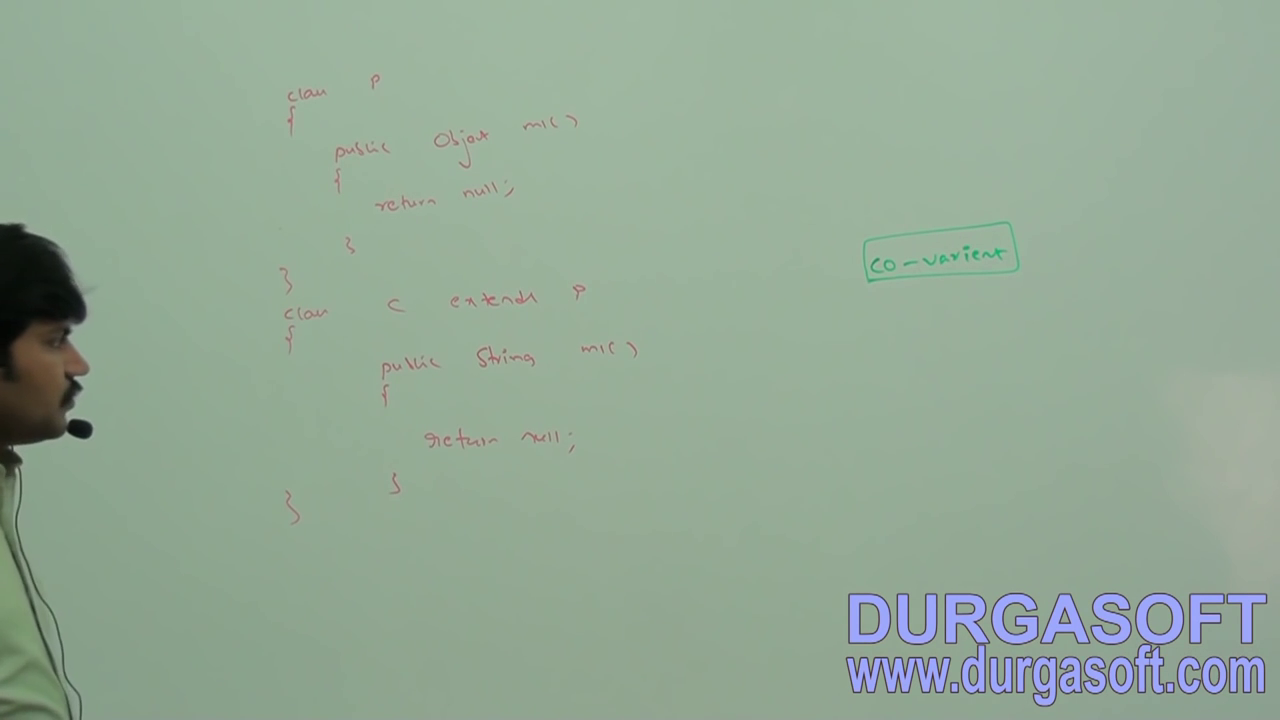 class P
{
public Object m1()
{
return null;
}
}
class C extends P
{
public String m1()
{
return null;
}
}
co-varient
DURGASOFT
www.durgasoft.com